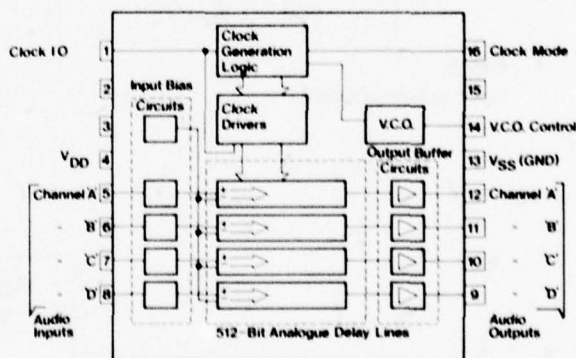 Clock IO 1
Clock Generation Logic
16 Clock Mode
2
15
Input Bias Circuits
3
Clock Drivers
V.C.O.
14 V.C.O. Control
VDD 4
Output Buffer Circuits
13 VSS (GND)
Channel 'A' 5
12 Channel 'A'
" 'B' 6
11 " 'B'
" 'C' 7
10 " 'C'
" 'D' 8
9 " 'D'
Audio Inputs
512-Bit Analogue Delay Lines
Audio Outputs